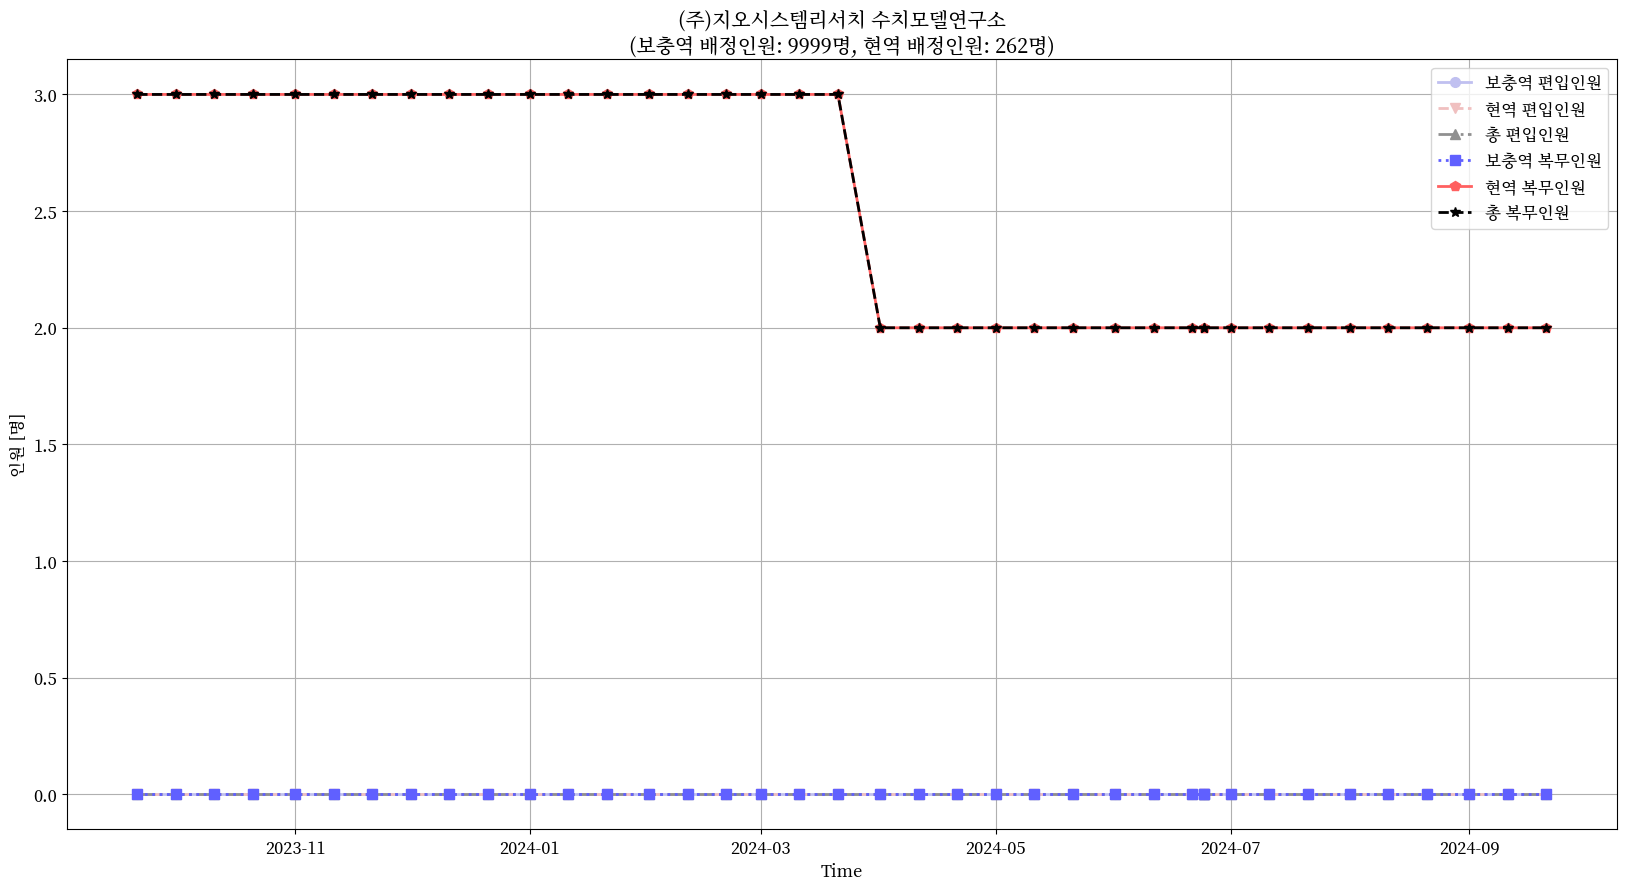 (주)지오시스템리서치 수치모델연구소
(보충역 배정인원: 9999명, 현역 배정인원: 262명)
보충역 편입인원
현역 편입인원
총 편입인원
보충역 복무인원
현역 복무인원
총 복무인원
인원 [명]
3.0
2.5
2.0
1.5
1.0
0.5
0.0
2023-11
2024-01
2024-03
2024-05
2024-07
2024-09
Time